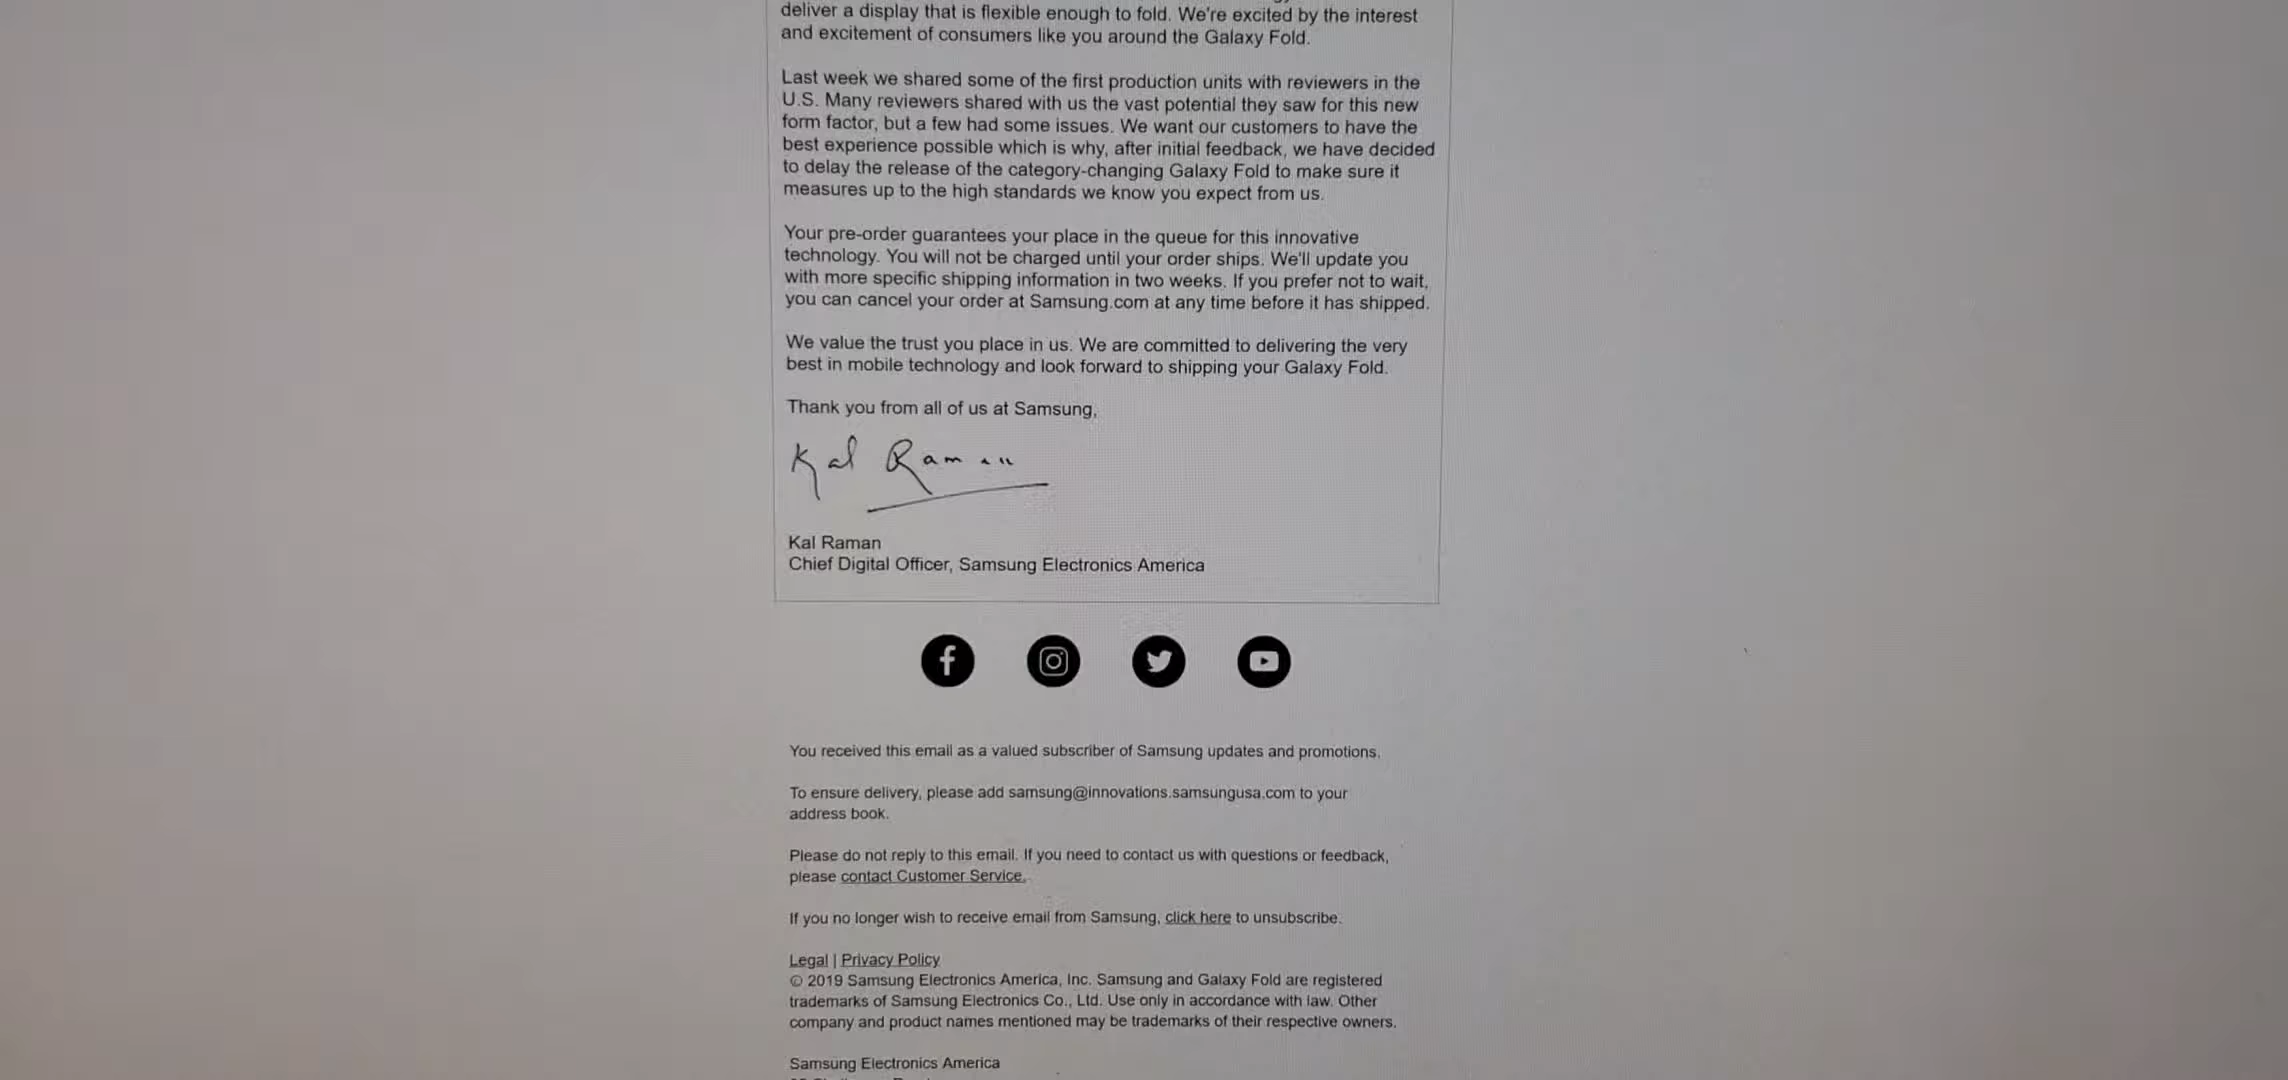 deliver a display that is flexible enough to fold. We're excited by the interest
and excitement of consumers like you around the Galaxy Fold.
Last week we shared some of the first production units with reviewers in the
U.S. Many reviewers shared with us the vast potential they saw for this new
form factor, but a few had some issues. We want our customers to have the
best experience possible which is why, after initial feedback, we have decided
to delay the release of the category-changing Galaxy Fold to make sure it
measures up to the high standards we know you expect from us.
Your pre-order guarantees your place in the queue for this innovative
technology. You will not be charged until your order ships. We'll update you
with more specific shipping information in two weeks. If you prefer not to wait,
you can cancel your order at Samsung.com at any time before it has shipped.
We value the trust you place in us. We are committed to delivering the very
best in mobile technology and look forward to shipping your Galaxy Fold.
Thank you from all of us at Samsung,
Kal Raman
Kal Raman
Chief Digital Officer, Samsung Electronics America
You received this email as a valued subscriber of Samsung updates and promotions.
To ensure delivery, please add samsung@innovations.samsungusa.com to your
address book.
Please do not reply to this email. If you need to contact us with questions or feedback,
please contact Customer Service.
If you no longer wish to receive email from Samsung, click here to unsubscribe.
Legal | Privacy Policy
© 2019 Samsung Electronics America, Inc. Samsung and Galaxy Fold are registered
trademarks of Samsung Electronics Co., Ltd. Use only in accordance with law. Other
company and product names mentioned may be trademarks of their respective owners.
Samsung Electronics America